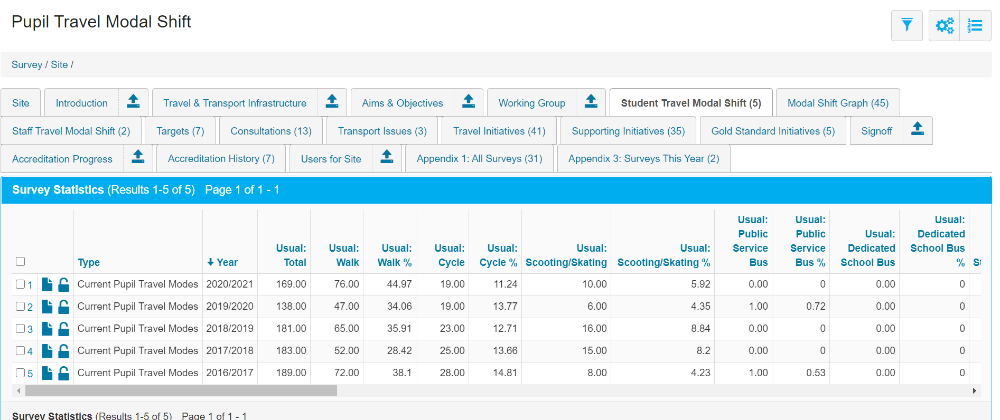 Pupil Travel Modal Shift
Survey / Site /
Site Introduction Travel & Transport Infrastructure Aims & Objectives Working Group Student Travel Modal Shift (5) Modal Shift Graph (45)
Staff Travel Modal Shift (2) Targets (7) Consultations (13) Transport Issues (3) Travel Initiatives (41) Supporting Initiatives (35) Gold Standard Initiatives (5) Signoff
Accreditation Progress Accreditation History (7) Users for Site Appendix 1: All Surveys (31) Appendix 3: Surveys This Year (2)
Survey Statistics (Results 1-5 of 5) Page 1 of 1 - 1
Type Year Usual: Total Usual: Walk Usual: Walk % Usual: Cycle Usual: Cycle % Usual: Scooting/Skating Usual: Scooting/Skating % Usual: Public Service Bus Usual: Public Service Bus % Usual: Dedicated School Bus Usual: Dedicated School Bus %
1 Current Pupil Travel Modes 2020/2021 169.00 76.00 44.97 19.00 11.24 10.00 5.92 0.00 0 0.00 0
2 Current Pupil Travel Modes 2019/2020 138.00 47.00 34.06 19.00 13.77 6.00 4.35 1.00 0.72 0.00 0
3 Current Pupil Travel Modes 2018/2019 181.00 65.00 35.91 23.00 12.71 16.00 8.84 0.00 0 0.00 0
4 Current Pupil Travel Modes 2017/2018 183.00 52.00 28.42 25.00 13.66 15.00 8.2 0.00 0 0.00 0
5 Current Pupil Travel Modes 2016/2017 189.00 72.00 38.1 28.00 14.81 8.00 4.23 1.00 0.53 0.00 0
Survey Statistics (Results 1-5 of 5) Page 1 of 1 - 1